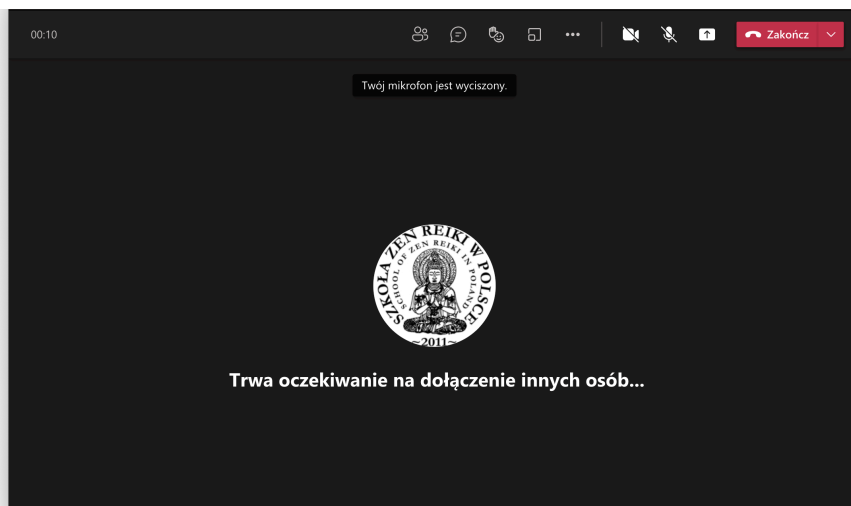 00:10
Zakończ
Twój mikrofon jest wyciszony.
SZKOŁA ZEN REIKI W POLSCE
SCHOOL OF ZEN REIKI IN POLAND
~2011~
Trwa oczekiwanie na dołączenie innych osób...